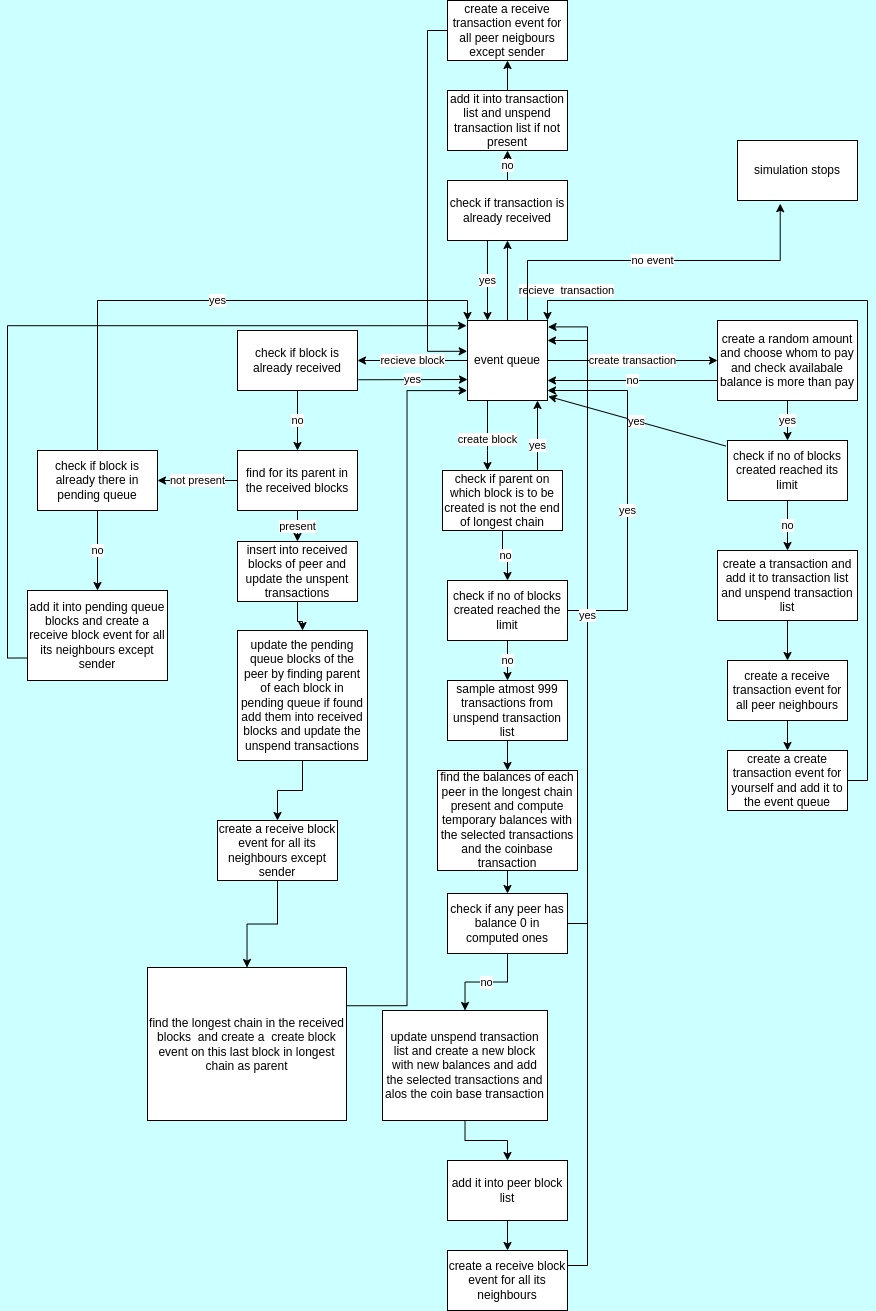 create a receive
transaction event for
all peer neigbours
except sender
add it into transaction
list and unspend
transaction list if not
present
no
check if transaction is
already received
simulation stops
yes
no event
recieve  transaction
yes
check if block is
already received
recieve block
yes
event queue
create transaction
no
create a random amount
and choose whom to pay
and check availabale
balance is more than pay
no
yes
create block
yes
yes
check if block is
already there in
pending queue
not present
find for its parent in
the received blocks
check if parent on
which block is to be
created is not the end
of longest chain
check if no of blocks
created reached its
limit
present
yes
no
no
no
insert into received
blocks of peer and
update the unspent
transactions
create a transaction and
add it to transaction list
and unspend transaction
list
add it into pending queue
blocks and create a
receive block event for all
its neighbours except
sender
check if no of blocks
created reached the
limit
yes
update the pending
queue blocks of the
peer by finding parent
of each block in
pending queue if found
add them into received
blocks and update the
unspend transactions
no
create a receive
transaction event for
all peer neighbours
sample atmost 999
transactions from
unspend transaction
list
create a create
transaction event for
yourself and add it to
the event queue
find the balances of each
peer in the longest chain
present and compute
temporary balances with
the selected transactions
and the coinbase
transaction
create a receive block
event for all its
neighbours except
sender
check if any peer has
balance 0 in
computed ones
no
find the longest chain in the received
blocks  and create a  create block
event on this last block in longest
chain as parent
update unspend transaction
list and create a new block
with new balances and add
the selected transactions and
alos the coin base transaction
add it into peer block
list
create a receive block
event for all its
neighbours